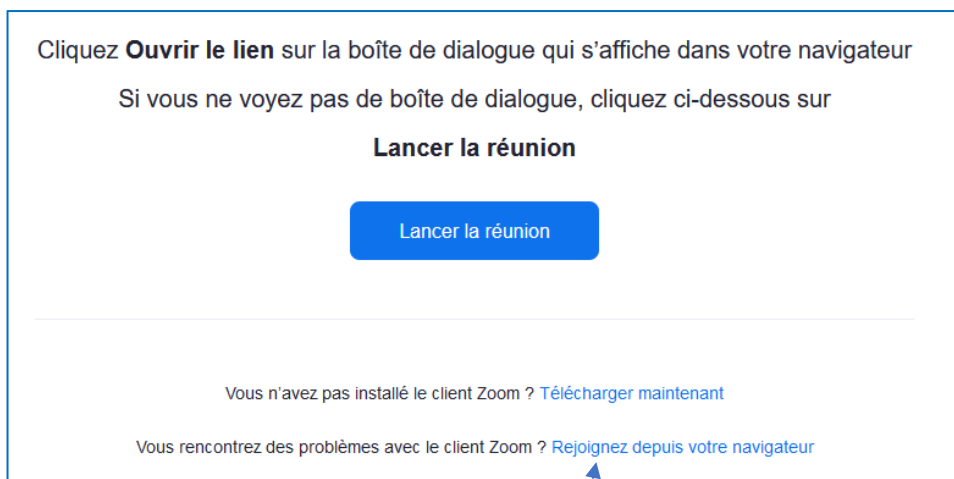 Cliquez Ouvrir le lien sur la boîte de dialogue qui s’affiche dans votre navigateur
Si vous ne voyez pas de boîte de dialogue, cliquez ci-dessous sur
Lancer la réunion
Lancer la réunion
Vous n’avez pas installé le client Zoom ? Télécharger maintenant
Vous rencontrez des problèmes avec le client Zoom ? Rejoignez depuis votre navigateur